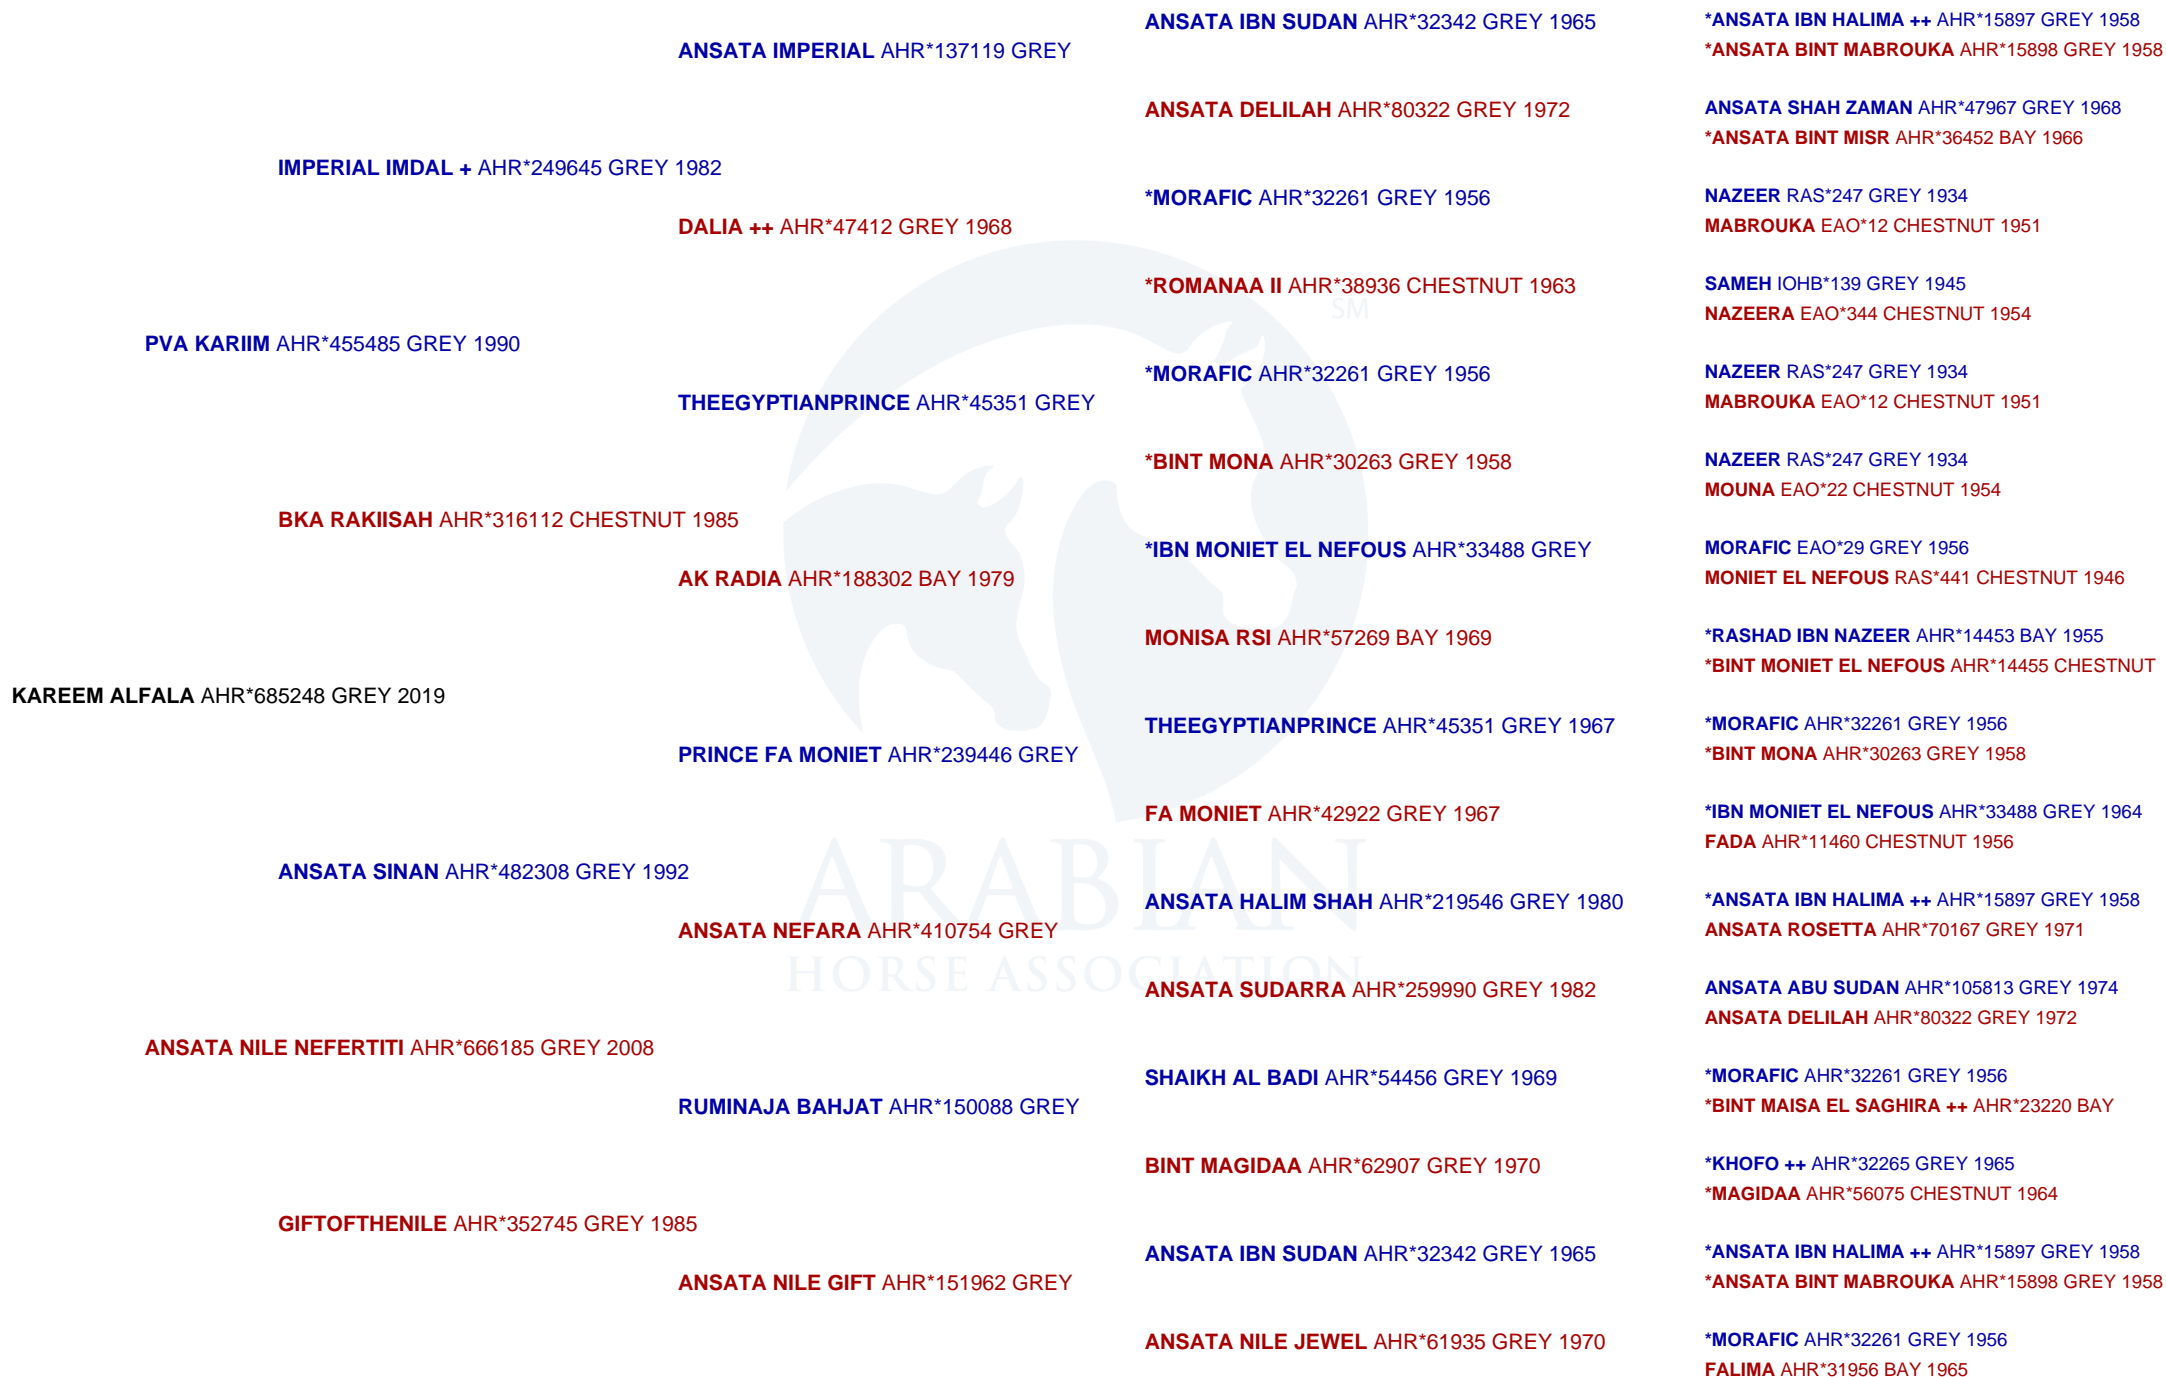 ANSATA IBN SUDAN AHR*32342 GREY 1965
*ANSATA IBN HALIMA ++ AHR*15897 GREY 1958
ANSATA IMPERIAL AHR*137119 GREY
*ANSATA BINT MABROUKA AHR*15898 GREY 1958
ANSATA DELILAH AHR*80322 GREY 1972
ANSATA SHAH ZAMAN AHR*47967 GREY 1968
*ANSATA BINT MISR AHR*36452 BAY 1966
IMPERIAL IMDAL + AHR*249645 GREY 1982
*MORAFIC AHR*32261 GREY 1956
NAZEER RAS*247 GREY 1934
DALIA ++ AHR*47412 GREY 1968
MABROUKA EAO*12 CHESTNUT 1951
*ROMANAA II AHR*38936 CHESTNUT 1963
SAMEH IOHB*139 GREY 1945
SM
NAZEERA EAO*344 CHESTNUT 1954
PVA KARIIM AHR*455485 GREY 1990
*MORAFIC AHR*32261 GREY 1956
NAZEER RAS*247 GREY 1934
THEEGYPTIANPRINCE AHR*45351 GREY
MABROUKA EAO*12 CHESTNUT 1951
*BINT MONA AHR*30263 GREY 1958
NAZEER RAS*247 GREY 1934
MOUNA EAO*22 CHESTNUT 1954
BKA RAKIISAH AHR*316112 CHESTNUT 1985
*IBN MONIET EL NEFOUS AHR*33488 GREY
MORAFIC EAO*29 GREY 1956
AK RADIA AHR*188302 BAY 1979
MONIET EL NEFOUS RAS*441 CHESTNUT 1946
MONISA RSI AHR*57269 BAY 1969
*RASHAD IBN NAZEER AHR*14453 BAY 1955
*BINT MONIET EL NEFOUS AHR*14455 CHESTNUT
KAREEM ALFALA AHR*685248 GREY 2019
THEEGYPTIANPRINCE AHR*45351 GREY 1967
*MORAFIC AHR*32261 GREY 1956
PRINCE FA MONIET AHR*239446 GREY
*BINT MONA AHR*30263 GREY 1958
FA MONIET AHR*42922 GREY 1967
*IBN MONIET EL NEFOUS AHR*33488 GREY 1964
FADA AHR*11460 CHESTNUT 1956
ANSATA SINAN AHR*482308 GREY 1992
ARABIAN
ANSATA HALIM SHAH AHR*219546 GREY 1980
*ANSATA IBN HALIMA ++ AHR*15897 GREY 1958
ANSATA NEFARA AHR*410754 GREY
ANSATA ROSETTA AHR*70167 GREY 1971
HORSE ASSOCIATION
ANSATA SUDARRA AHR*259990 GREY 1982
ANSATA ABU SUDAN AHR*105813 GREY 1974
ANSATA DELILAH AHR*80322 GREY 1972
ANSATA NILE NEFERTITI AHR*666185 GREY 2008
SHAIKH AL BADI AHR*54456 GREY 1969
*MORAFIC AHR*32261 GREY 1956
RUMINAJA BAHJAT AHR*150088 GREY
*BINT MAISA EL SAGHIRA ++ AHR*23220 BAY
BINT MAGIDAA AHR*62907 GREY 1970
*KHOFO ++ AHR*32265 GREY 1965
*MAGIDAA AHR*56075 CHESTNUT 1964
GIFTOFTHENILE AHR*352745 GREY 1985
ANSATA IBN SUDAN AHR*32342 GREY 1965
*ANSATA IBN HALIMA ++ AHR*15897 GREY 1958
ANSATA NILE GIFT AHR*151962 GREY
*ANSATA BINT MABROUKA AHR*15898 GREY 1958
ANSATA NILE JEWEL AHR*61935 GREY 1970
*MORAFIC AHR*32261 GREY 1956
FALIMA AHR*31956 BAY 1965